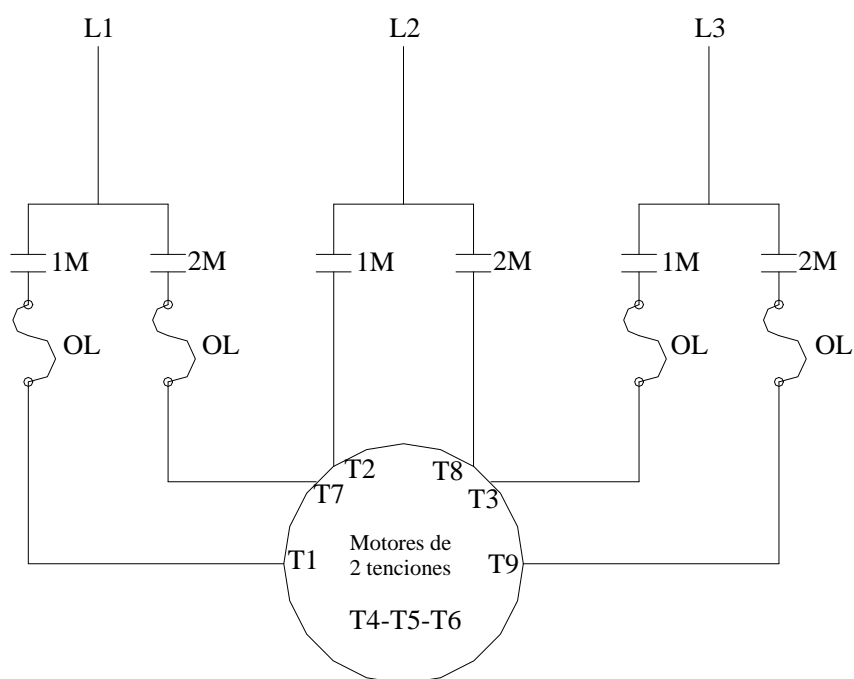 L1 L2 L3
1M 2M 1M 2M 1M 2M
OL OL OL OL
T2 T8
T7 T3
T1 T9
Motores de
2 tenciones
T4-T5-T6